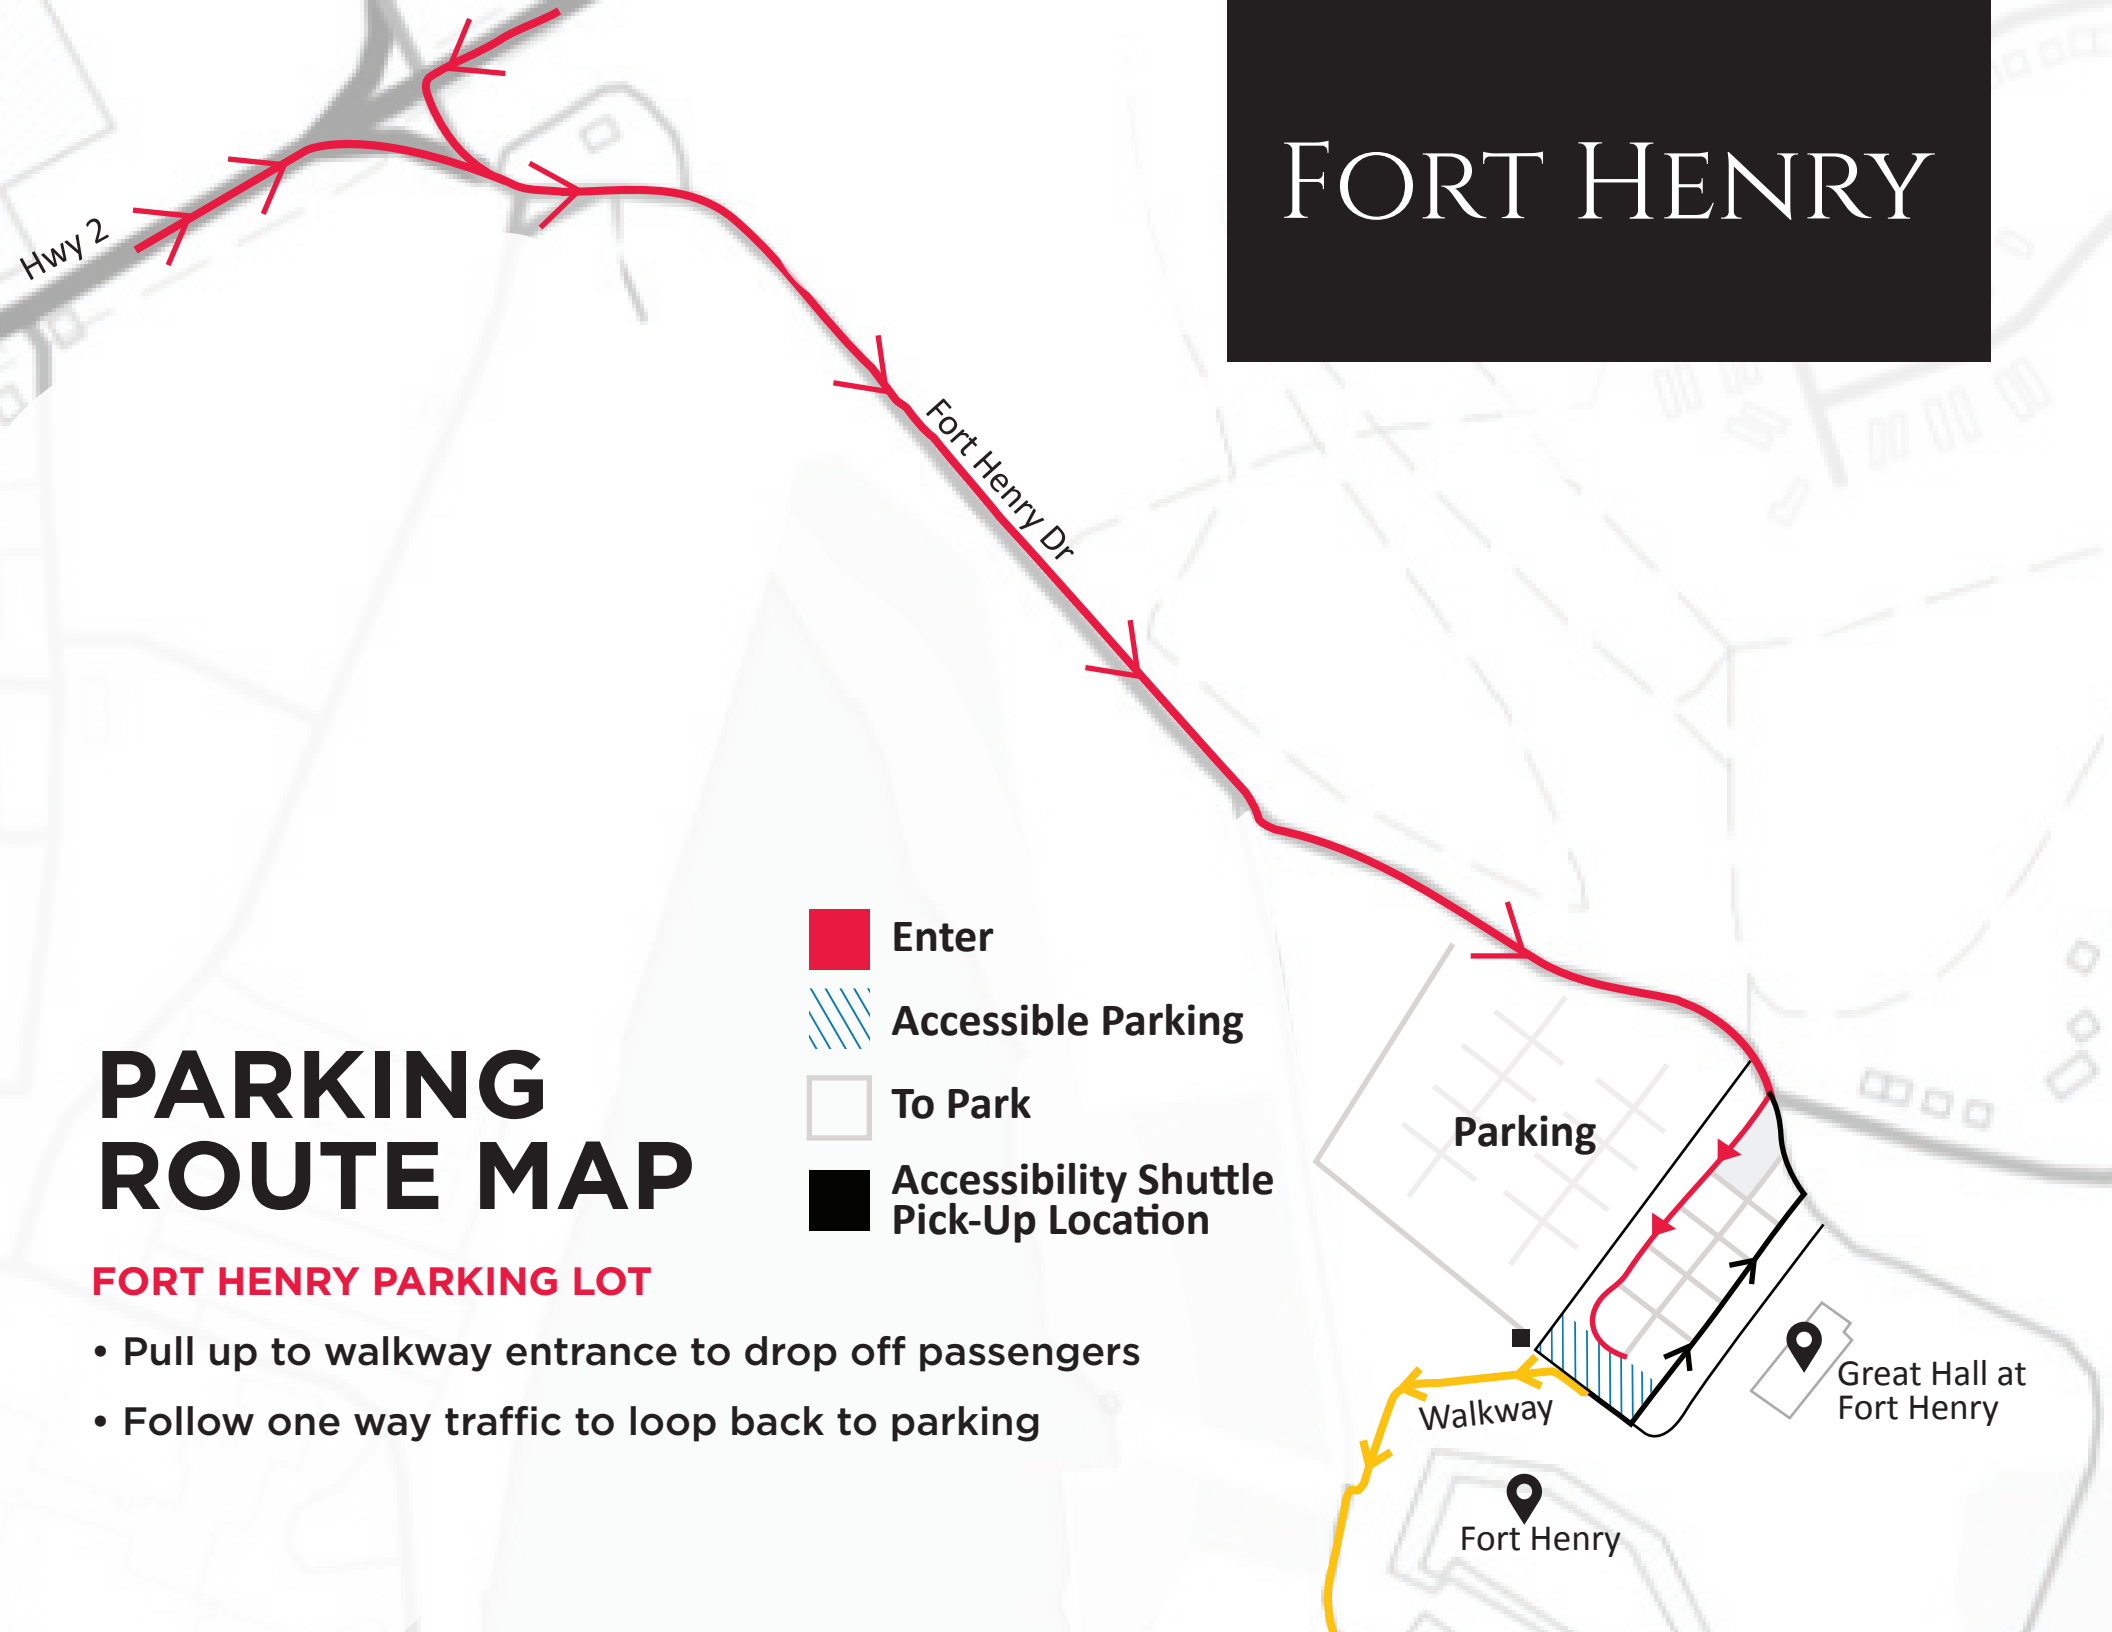 FORT HENRY
Hwy 2
Fort Henry Dr
Enter
Accessible Parking
To Park
Accessibility Shuttle
Pick-Up Location
PARKING
ROUTE MAP
FORT HENRY PARKING LOT
• Pull up to walkway entrance to drop off passengers
• Follow one way traffic to loop back to parking
Parking
Walkway
Great Hall at
Fort Henry
Fort Henry